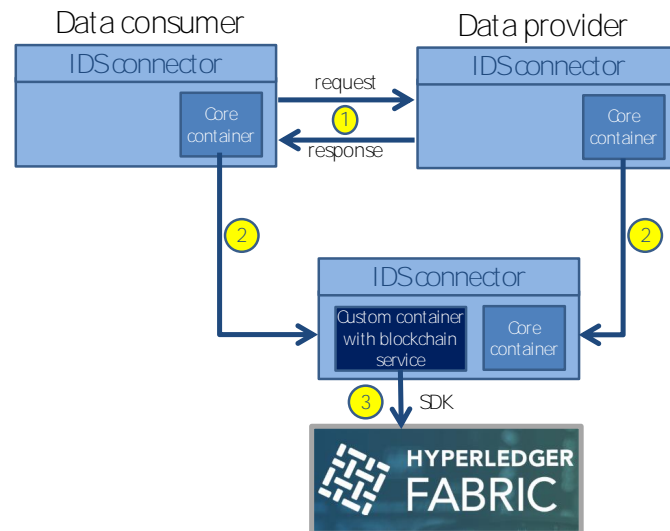 Data consumer
Data provider
IDS connector
IDS connector
request
Core
container
1
Core
container
response
2
2
IDS connector
Custom container
with blockchain
service
Core
container
3
SDK
HYPERLEDGER
FABRIC